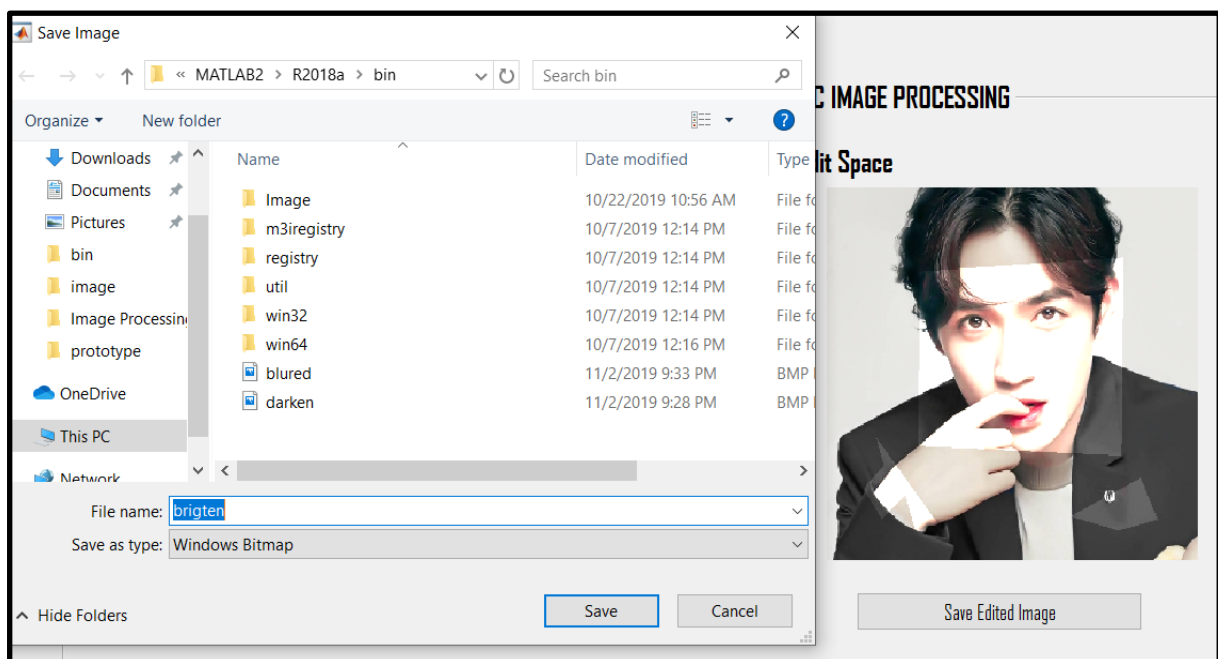 Save Image
« MATLAB2 > R2018a > bin
Search bin
Organize
New folder
Downloads
Documents
Pictures
bin
image
Image Processin
prototype
OneDrive
This PC
Network
Name Date modified Type
Image 10/22/2019 10:56 AM File fo
m3iregistry 10/7/2019 12:14 PM File fo
registry 10/7/2019 12:14 PM File fo
util 10/7/2019 12:14 PM File fo
win32 10/7/2019 12:14 PM File fo
win64 10/7/2019 12:16 PM File fo
blured 11/2/2019 9:33 PM BMP
darken 11/2/2019 9:28 PM BMP
File name: brigten
Save as type: Windows Bitmap
Hide Folders
Save
Cancel
C IMAGE PROCESSING
dit Space
Save Edited Image